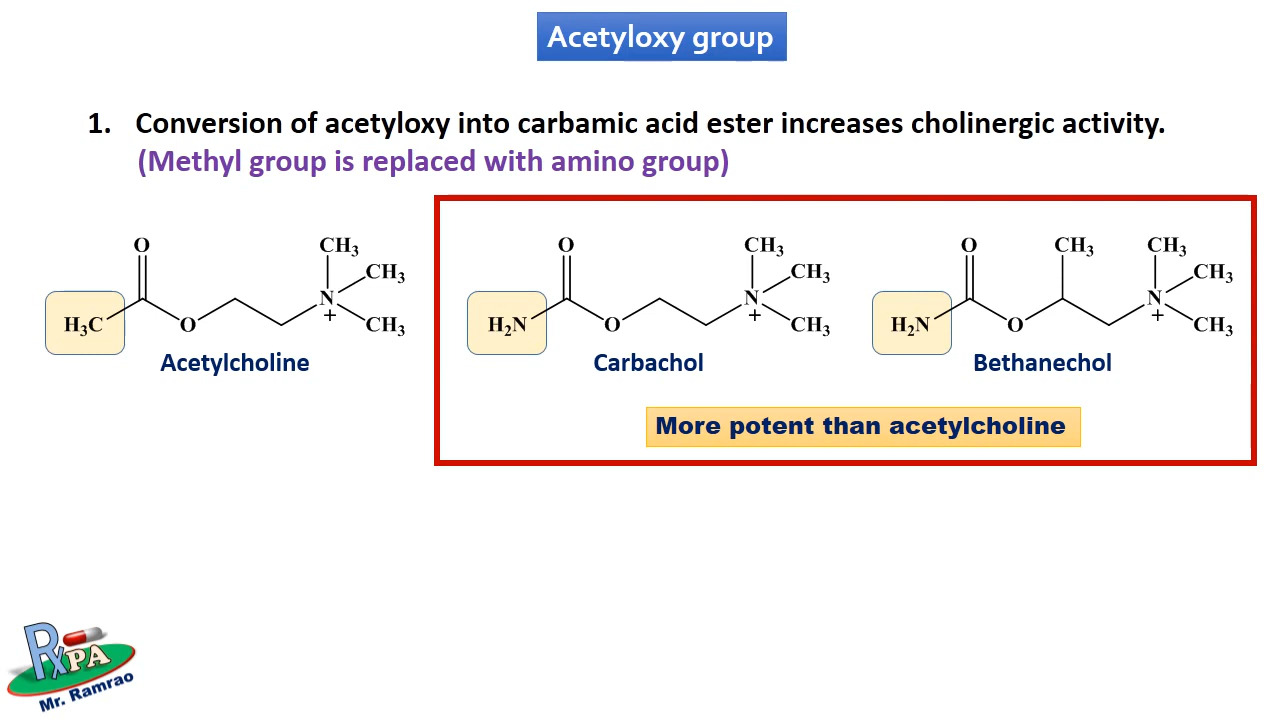 Acetyloxy group
1. Conversion of acetyloxy into carbamic acid ester increases cholinergic activity.
(Methyl group is replaced with amino group)
O CH₃ O CH₃ O CH₃ CH₃
CH₃ CH₃ CH₃
N N N
H₃C O + CH₃ H₂N O + CH₃ H₂N O + CH₃
Acetylcholine Carbachol Bethanechol
More potent than acetylcholine
Rx PA
Mr. Ramrao